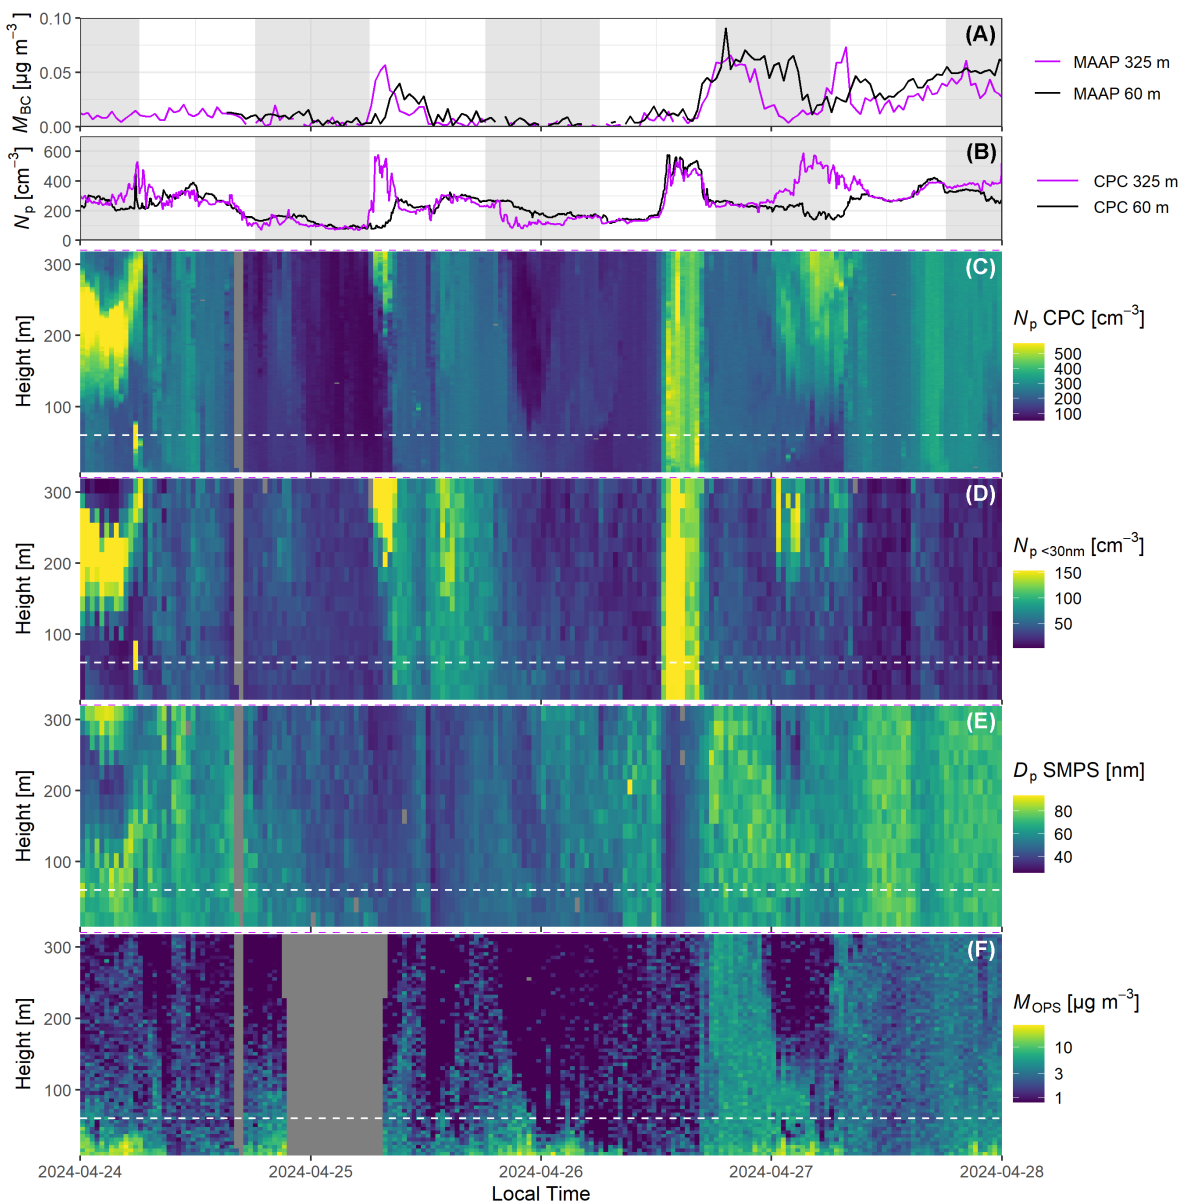 0.10
0.05
0.00
M_BC [µg m⁻³]
(A)
MAAP 325 m
MAAP 60 m
600
400
200
0
N_p [cm⁻³]
(B)
CPC 325 m
CPC 60 m
300
200
100
Height [m]
(C)
N_p CPC [cm⁻³]
500
400
300
200
100
300
200
100
Height [m]
(D)
N_p <30nm [cm⁻³]
150
100
50
300
200
100
Height [m]
(E)
D_p SMPS [nm]
80
60
40
300
200
100
Height [m]
(F)
M_OPS [µg m⁻³]
10
3
1
2024-04-24 2024-04-25 2024-04-26 2024-04-27 2024-04-28
Local Time